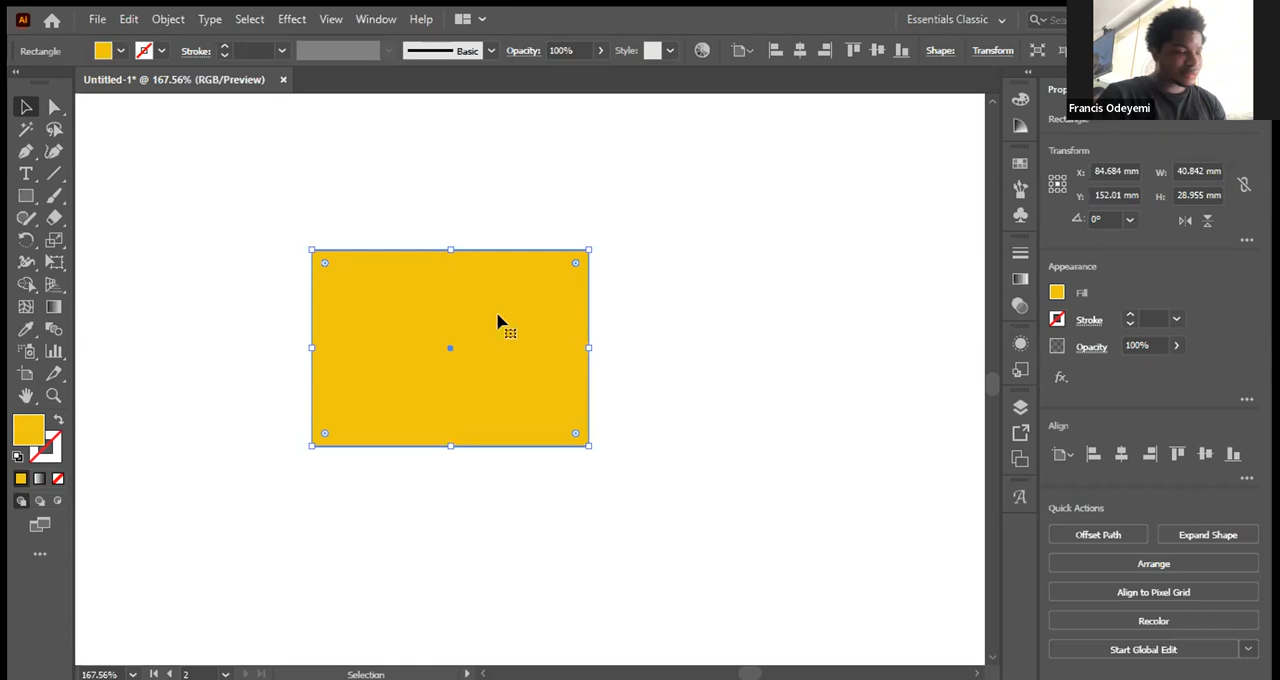 Ai File Edit Object Type Select Effect View Window Help Essentials Classic Sea
Rectangle Stroke: Basic Opacity: 100% Style: Shape: Transform
Untitled-1* @ 167.56% (RGB/Preview) ×
Francis Odeyemi
Rectangle
Transform
X: 84.684 mm W: 40.842 mm
Y: 152.01 mm H: 28.955 mm
0°
Appearance
Fill
Stroke
Opacity 100%
fx.
Align
Quick Actions
Offset Path Expand Shape
Arrange
Align to Pixel Grid
Recolor
Start Global Edit
167.56% 2 Selection